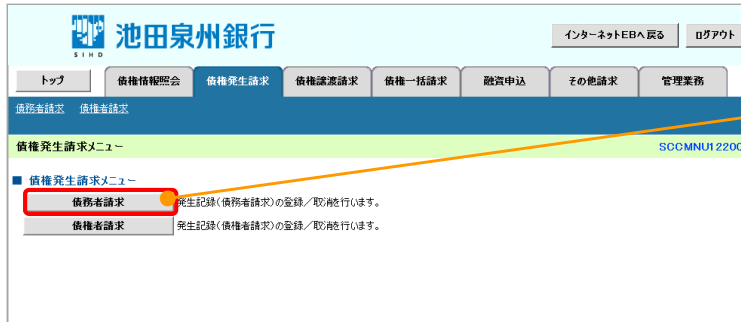 SIHD 池田泉州銀行
インターネットEBへ戻る ログアウト
トップ 債権情報照会 債権発生請求 債権譲渡請求 債権一括請求 融資申込 その他請求 管理業務
債務者請求 債権者請求
債権発生請求メニュー SCCMNU12200
■ 債権発生請求メニュー
債務者請求 発生記録(債務者請求)の登録/取消を行います。
債権者請求 発生記録(債権者請求)の登録/取消を行います。